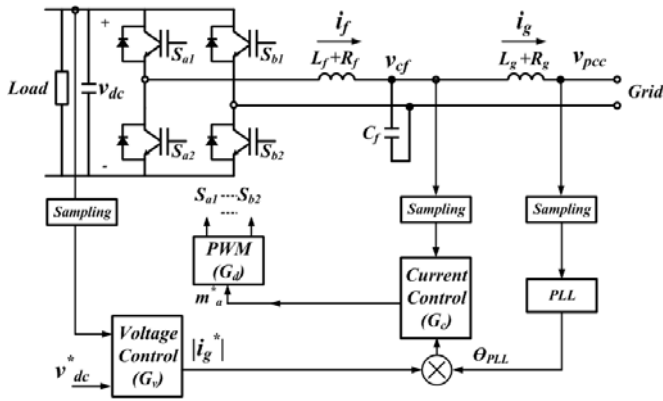 i_f
i_g
+
S_a1
S_b1
L_f+R_f
v_cf
L_g+R_g
v_pcc
Load
v_dc
Grid
C_f
S_a2
S_b2
-
S_a1 ---- S_b2
Sampling
Sampling
Sampling
PWM
(G_d)
Current
Control
(G_c)
PLL
m*_a
Voltage
Control
(G_v)
|i_g*|
θ_PLL
v*_dc